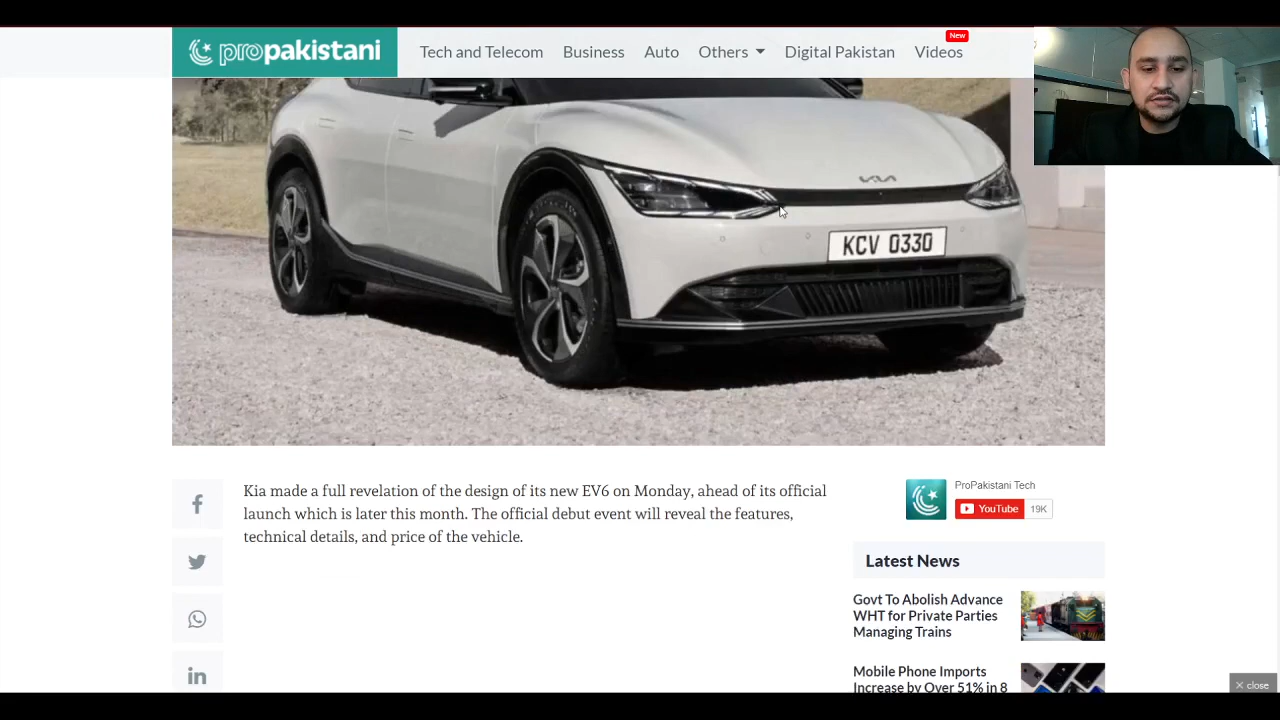 propakistani
Tech and Telecom
Business
Auto
Others
Digital Pakistan
Videos
New
KIA
KCV 0330
Kia made a full revelation of the design of its new EV6 on Monday, ahead of its official
launch which is later this month. The official debut event will reveal the features,
technical details, and price of the vehicle.
ProPakistani Tech
YouTube 19K
Latest News
Govt To Abolish Advance
WHT for Private Parties
Managing Trains
Mobile Phone Imports
Increase by Over 51% in 8
close